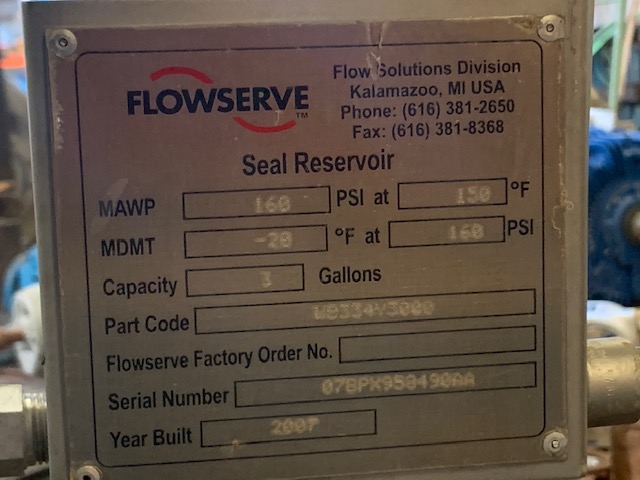 FLOWSERVE™
Flow Solutions Division
Kalamazoo, MI USA
Phone: (616) 381-2650
Fax: (616) 381-8368
Seal Reservoir
MAWP 160 PSI at 150 °F
MDMT -20 °F at 160 PSI
Capacity 3 Gallons
Part Code
Flowserve Factory Order No.
Serial Number
Year Built 2007